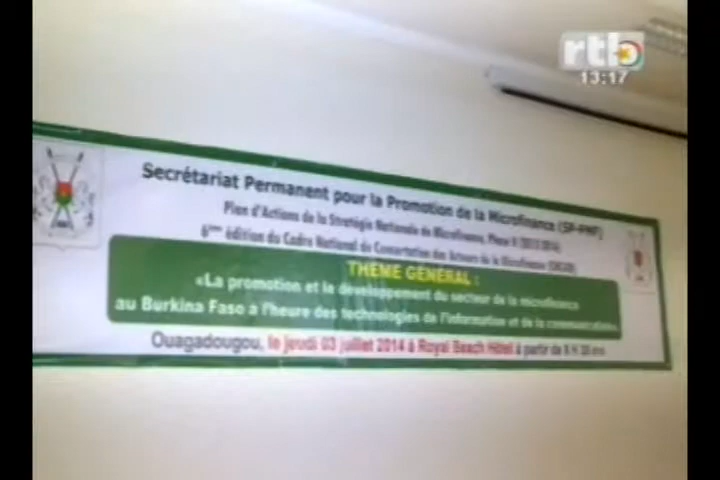 rtb
13:17
Secrétariat Permanent pour la Promotion de la Microfinance (SP-PMF)
Plan d'Actions de la Stratégie Nationale de Microfinance, Phase II (2012-2016)
6ème édition du Cadre National de Concertation des Acteurs de la Microfinance
THEME GÉNÉRAL :
«La promotion et le développement du secteur de la microfinance
au Burkina Faso à l'heure des technologies de l'information et de la communication»
Ouagadougou, le jeudi 03 juillet 2014 à Royal Beach Hôtel à partir de 8 H 30 mn